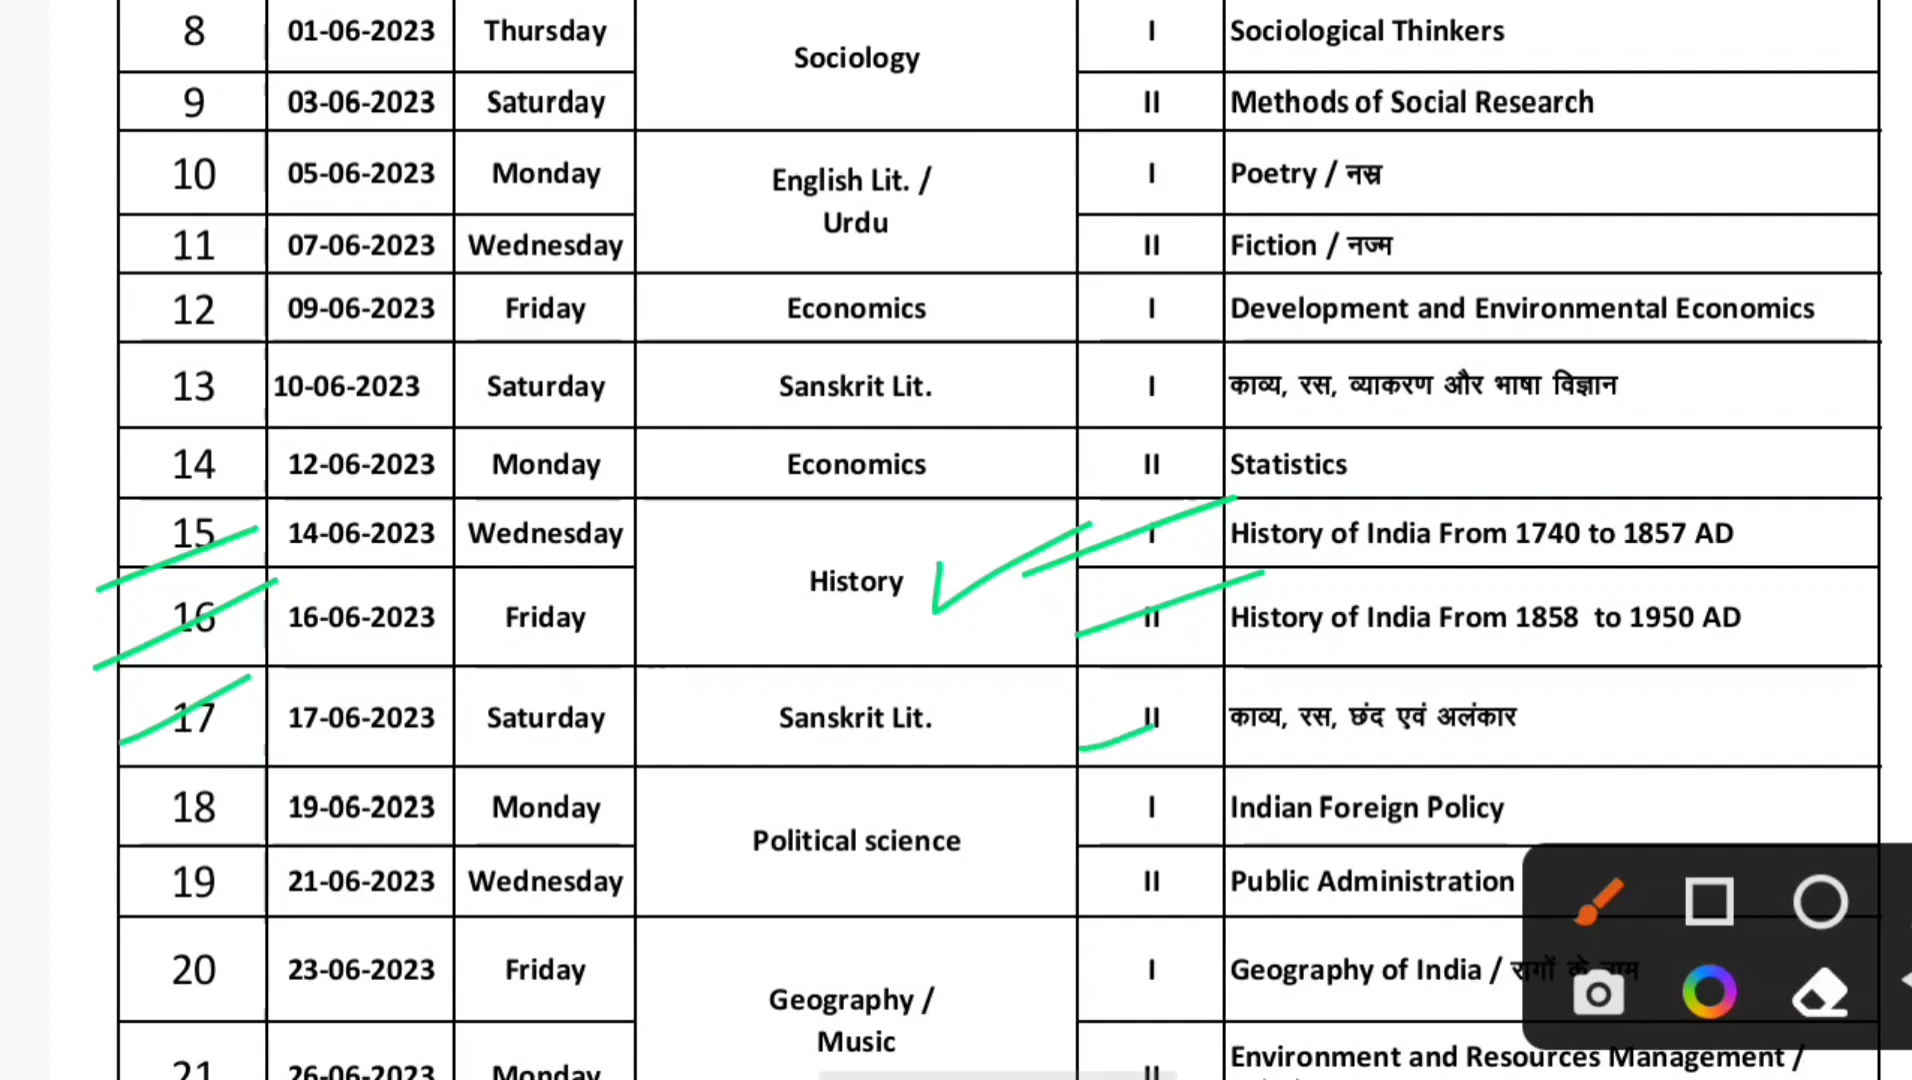 8 01-06-2023 Thursday Sociology I Sociological Thinkers
9 03-06-2023 Saturday II Methods of Social Research
10 05-06-2023 Monday English Lit. / Urdu I Poetry / नस्र
11 07-06-2023 Wednesday II Fiction / नज्म
12 09-06-2023 Friday Economics I Development and Environmental Economics
13 10-06-2023 Saturday Sanskrit Lit. I काव्य, रस, व्याकरण और भाषा विज्ञान
14 12-06-2023 Monday Economics II Statistics
15 14-06-2023 Wednesday History I History of India From 1740 to 1857 AD
16 16-06-2023 Friday II History of India From 1858 to 1950 AD
17 17-06-2023 Saturday Sanskrit Lit. II काव्य, रस, छंद एवं अलंकार
18 19-06-2023 Monday Political science I Indian Foreign Policy
19 21-06-2023 Wednesday II Public Administration
20 23-06-2023 Friday Geography / Music I Geography of India / रागों के नाम
21 26-06-2023 Monday II Environment and Resources Management /